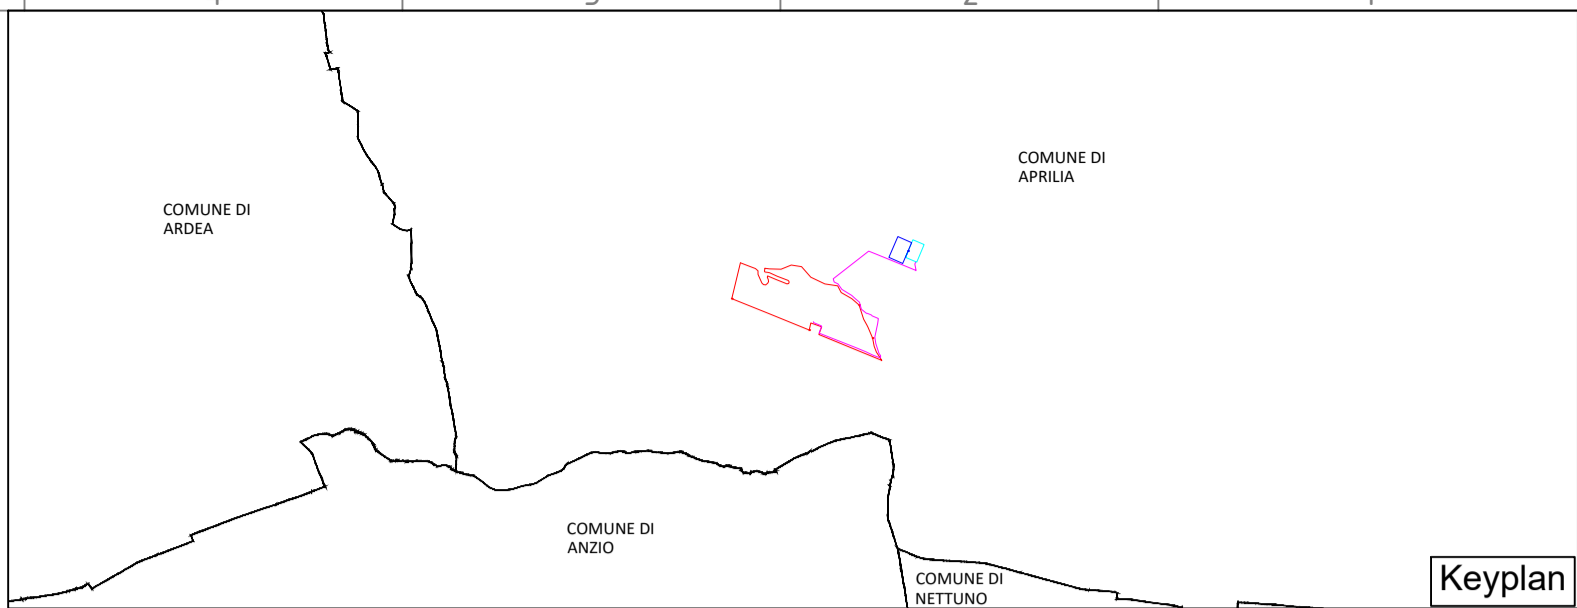 COMUNE DI
APRILIA
COMUNE DI
ARDEA
COMUNE DI
ANZIO
COMUNE DI
NETTUNO
Keyplan